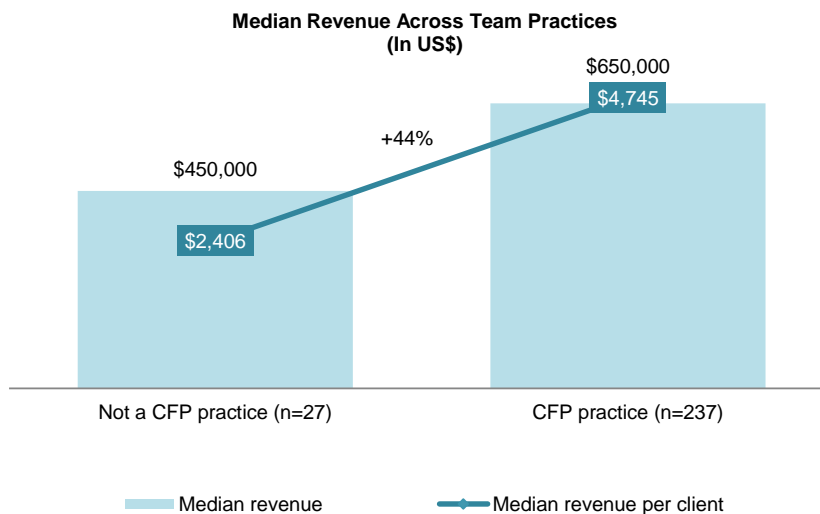 Median Revenue Across Team Practices
(In US$)
$650,000
$4,745
+44%
$450,000
$2,406
Not a CFP practice (n=27)
CFP practice (n=237)
Median revenue
Median revenue per client